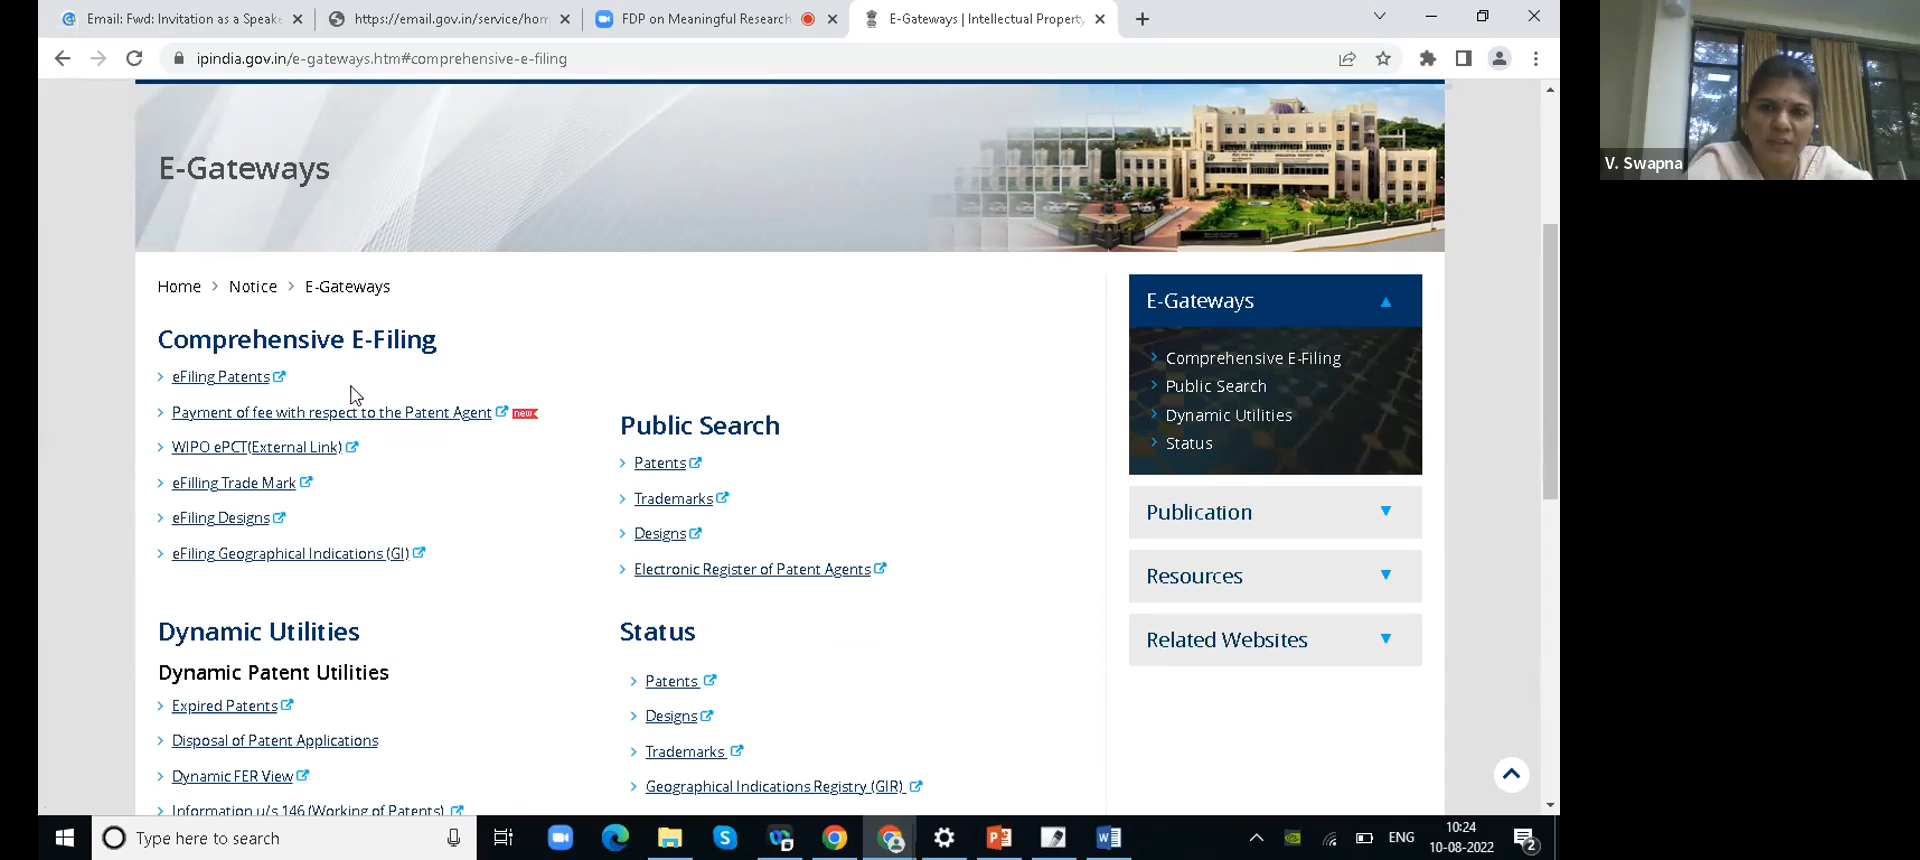 Email: Fwd: Invitation as a Speake
https://email.gov.in/service/hom
FDP on Meaningful Research
E-Gateways | Intellectual Property
ipindia.gov.in/e-gateways.htm#comprehensive-e-filing
V. Swapna
E-Gateways
Home > Notice > E-Gateways
Comprehensive E-Filing
eFiling Patents
Payment of fee with respect to the Patent Agent new
WIPO ePCT(External Link)
eFilling Trade Mark
eFiling Designs
eFiling Geographical Indications (GI)
Public Search
Patents
Trademarks
Designs
Electronic Register of Patent Agents
Dynamic Utilities
Dynamic Patent Utilities
Expired Patents
Disposal of Patent Applications
Dynamic FER View
Information u/s 146 (Working of Patents)
Status
Patents
Designs
Trademarks
Geographical Indications Registry (GIR)
E-Gateways
Comprehensive E-Filing
Public Search
Dynamic Utilities
Status
Publication
Resources
Related Websites
Type here to search
ENG
10:24
10-08-2022
2